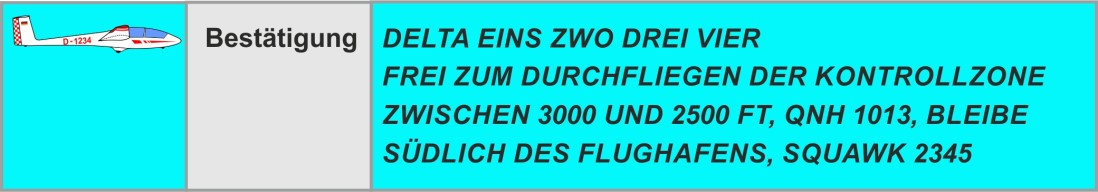 D-1234
Bestätigung
DELTA EINS ZWO DREI VIER
FREI ZUM DURCHFLIEGEN DER KONTROLLZONE
ZWISCHEN 3000 UND 2500 FT, QNH 1013, BLEIBE
SÜDLICH DES FLUGHAFENS, SQUAWK 2345